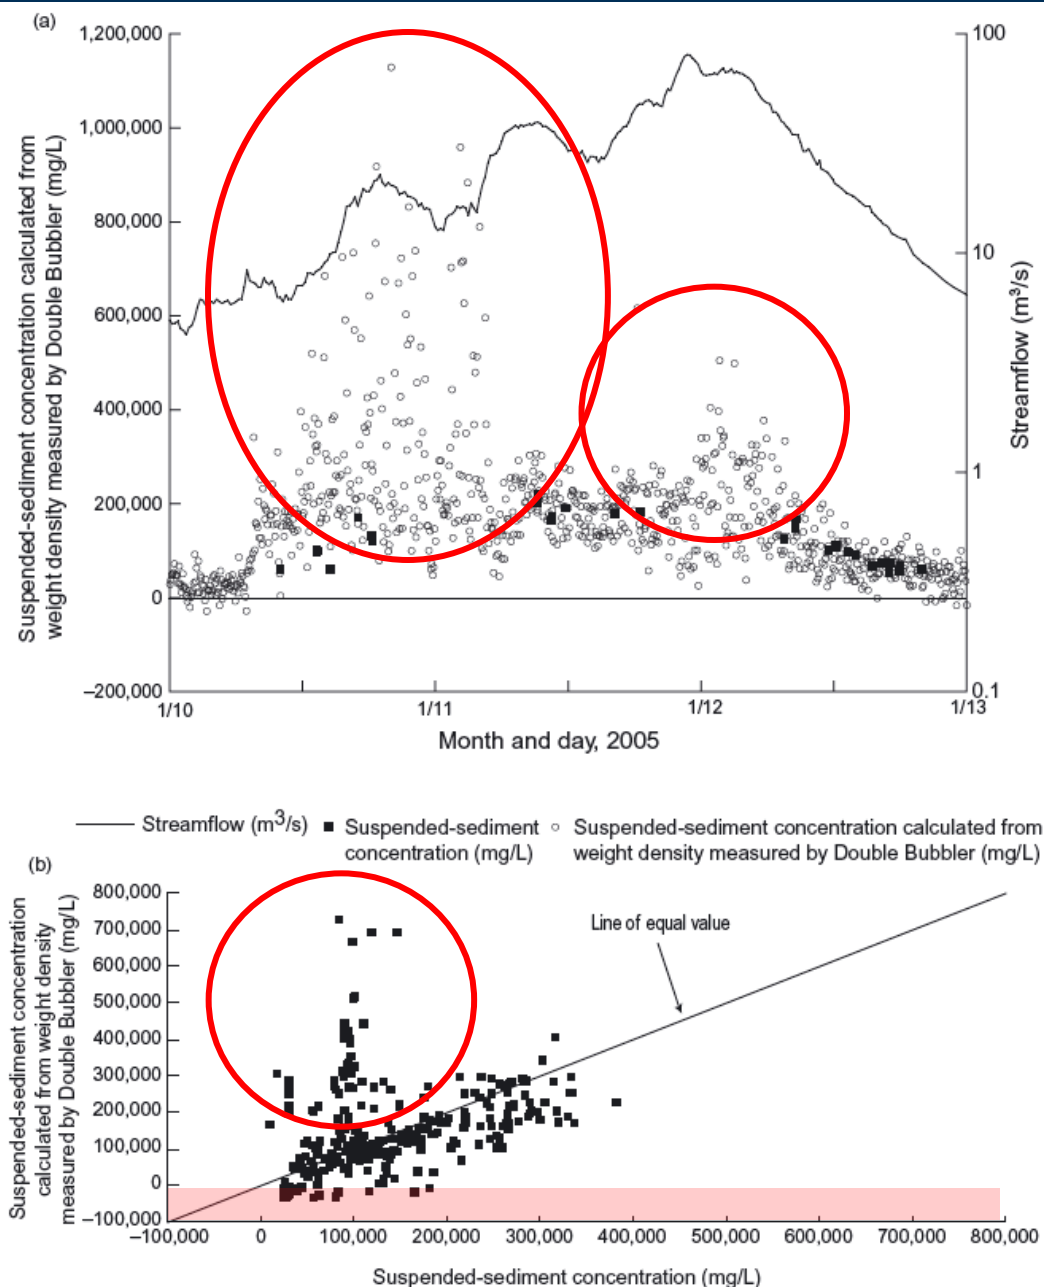 (a)
1,200,000
1,000,000
800,000
600,000
400,000
200,000
0
–200,000
Suspended-sediment concentration calculated from
weight density measured by Double Bubbler (mg/L)
100
10
1
0.1
Streamflow (m³/s)
1/10
1/11
1/12
1/13
Month and day, 2005
Streamflow (m³/s)
Suspended-sediment
concentration (mg/L)
Suspended-sediment concentration calculated from
weight density measured by Double Bubbler (mg/L)
(b)
800,000
700,000
600,000
500,000
400,000
300,000
200,000
100,000
0
–100,000
Suspended-sediment concentration
calculated from weight density
measured by Double Bubbler (mg/L)
Line of equal value
–100,000
0
100,000
200,000
300,000
400,000
500,000
600,000
700,000
800,000
Suspended-sediment concentration (mg/L)